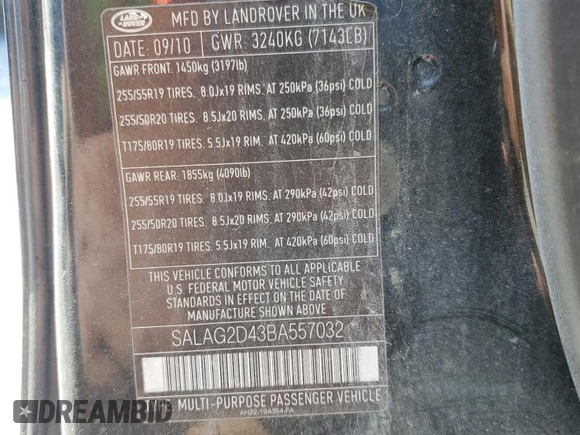 LAND ROVER
MFD BY LANDROVER IN THE UK
DATE: 09/10 GWR: 3240KG (7143LB)
GAWR FRONT: 1450kg (3197lb)
255/55R19 TIRES. 8.0Jx19 RIMS. AT 250kPa (36psi) COLD
255/50R20 TIRES. 8.5Jx20 RIMS. AT 250kPa (36psi) COLD
T175/80R19 TIRES. 5.5Jx19 RIM. AT 420kPa (60psi) COLD
GAWR REAR: 1855kg (4090lb)
255/55R19 TIRES. 8.0Jx19 RIMS. AT 290kPa (42psi) COLD
255/50R20 TIRES. 8.5Jx20 RIMS. AT 290kPa (42psi) COLD
T175/80R19 TIRES. 5.5Jx19 RIM. AT 420kPa (60psi) COLD
THIS VEHICLE CONFORMS TO ALL APPLICABLE
U.S. FEDERAL MOTOR VEHICLE SAFETY
STANDARDS IN EFFECT ON THE DATE OF
MANUFACTURE SHOWN ABOVE.
SALAG2D43BA557032
MULTI-PURPOSE PASSENGER VEHICLE
DREAMBID